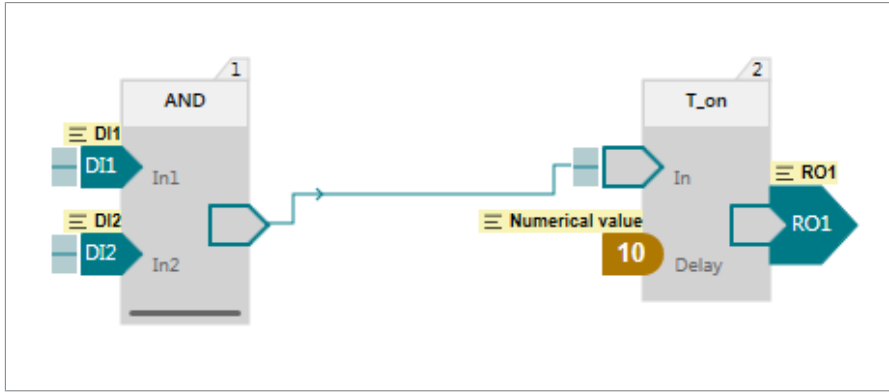 1
AND
DI1
DI1
In1
DI2
DI2
In2
2
T_on
In
RO1
RO1
Numerical value
10
Delay